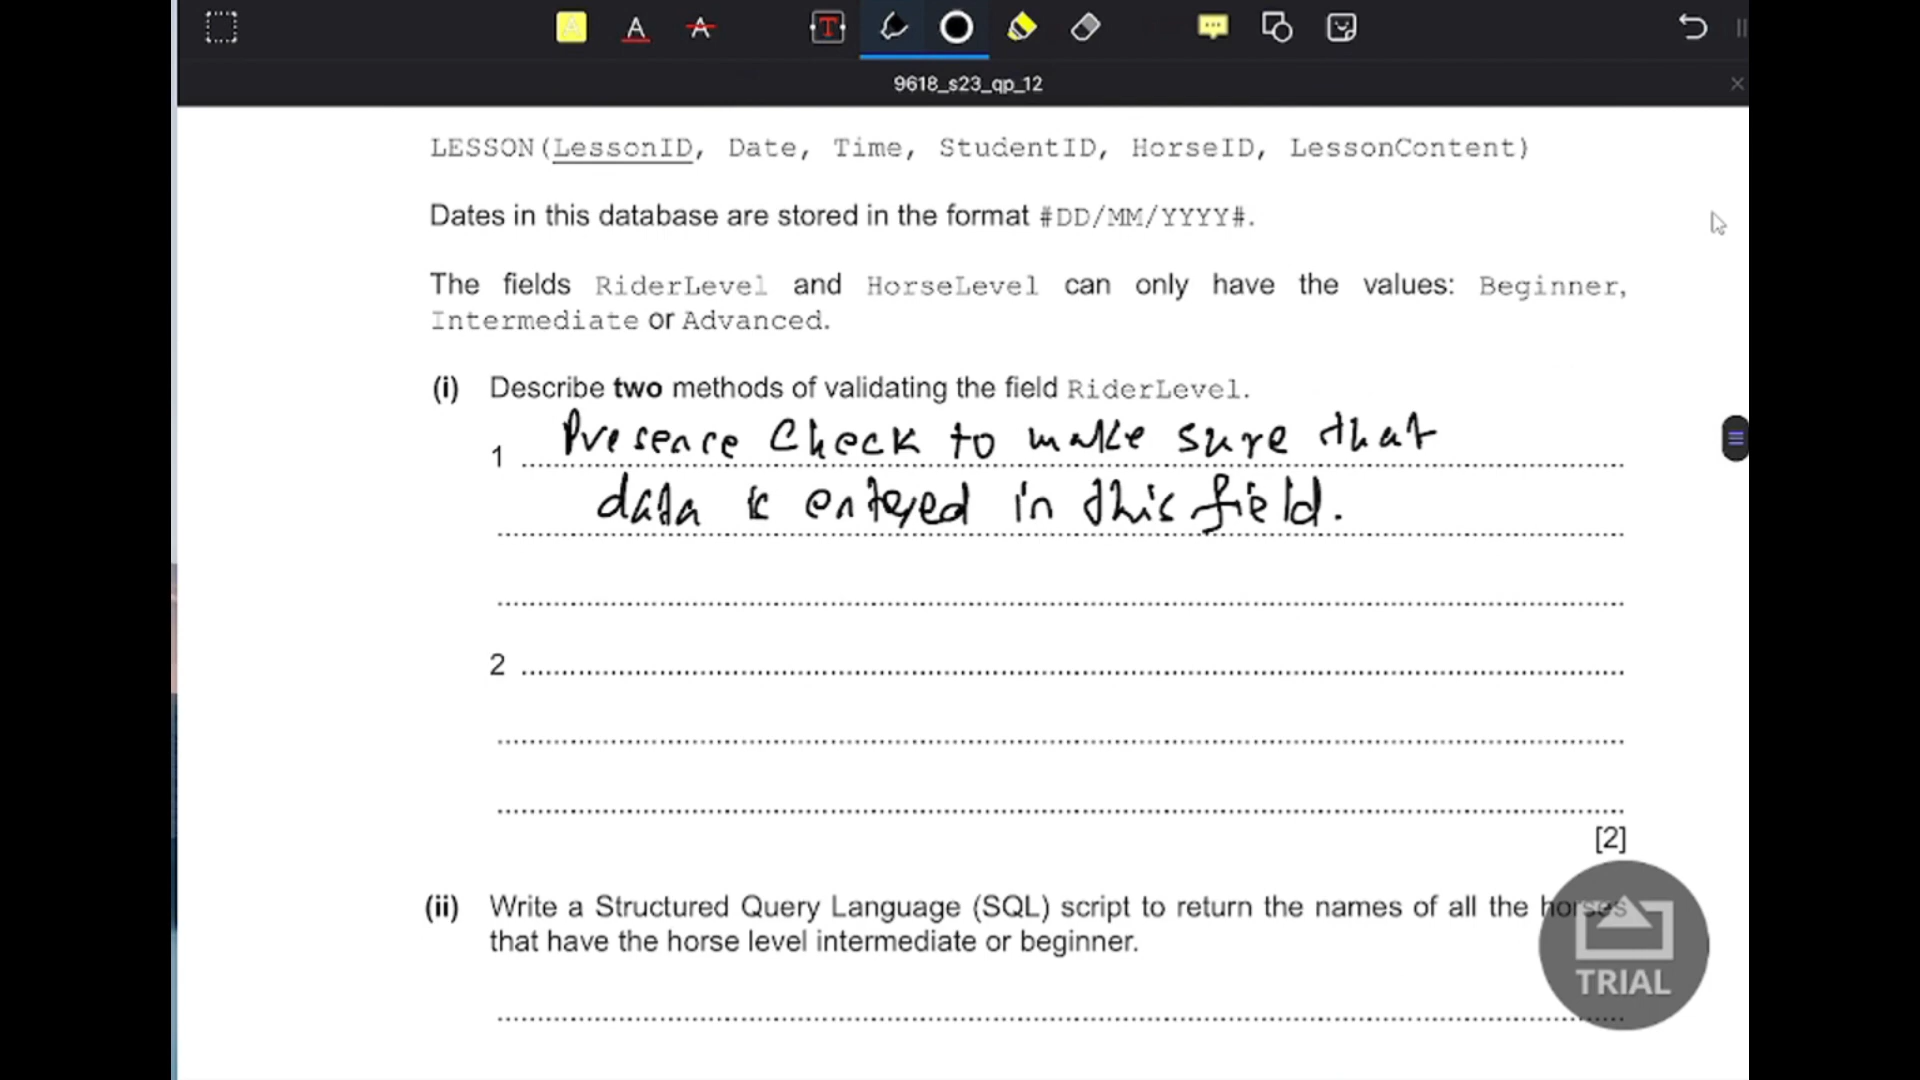 9618_s23_qp_12
LESSON(LessonID, Date, Time, StudentID, HorseID, LessonContent)
Dates in this database are stored in the format #DD/MM/YYYY#.
The fields RiderLevel and HorseLevel can only have the values: Beginner,
Intermediate or Advanced.
(i) Describe two methods of validating the field RiderLevel.
1 Presence Check to make sure that
data is entered in this field.
2
[2]
(ii) Write a Structured Query Language (SQL) script to return the names of all the horses
that have the horse level intermediate or beginner.
TRIAL